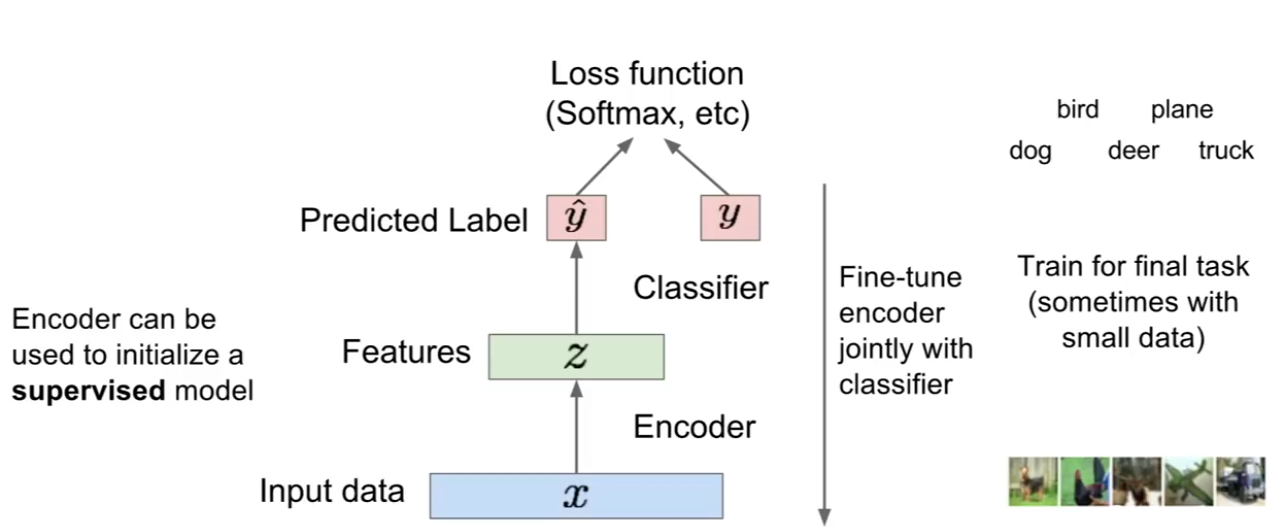 Loss function
(Softmax, etc)
bird plane
dog deer truck
Predicted Label
ŷ
y
Classifier
Fine-tune
encoder
jointly with
classifier
Train for final task
(sometimes with
small data)
Encoder can be
used to initialize a
supervised model
Features
z
Encoder
Input data
x